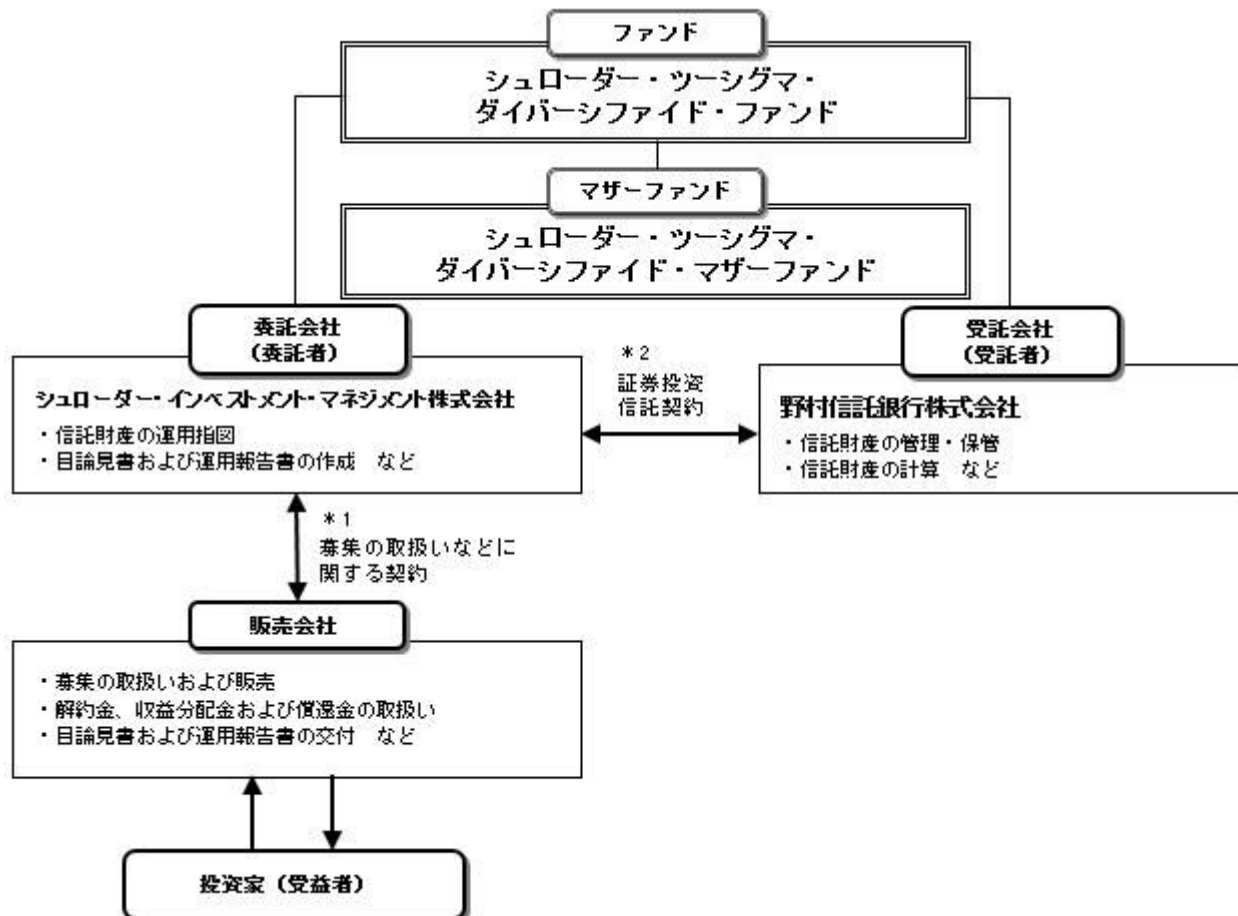 ファンド
シュローダー・ツーシグマ・
ダイバーシファイド・ファンド
マザーファンド
シュローダー・ツーシグマ・
ダイバーシファイド・マザーファンド
委託会社
(委託者)
シュローダー・インベストメント・マネジメント株式会社
・信託財産の運用指図
・目論見書および運用報告書の作成 など
＊2
証券投資
信託契約
受託会社
(受託者)
野村信託銀行株式会社
・信託財産の管理・保管
・信託財産の計算 など
＊1
募集の取扱いなどに
関する契約
販売会社
・募集の取扱いおよび販売
・解約金、収益分配金および償還金の取扱い
・目論見書および運用報告書の交付 など
投資家（受益者）